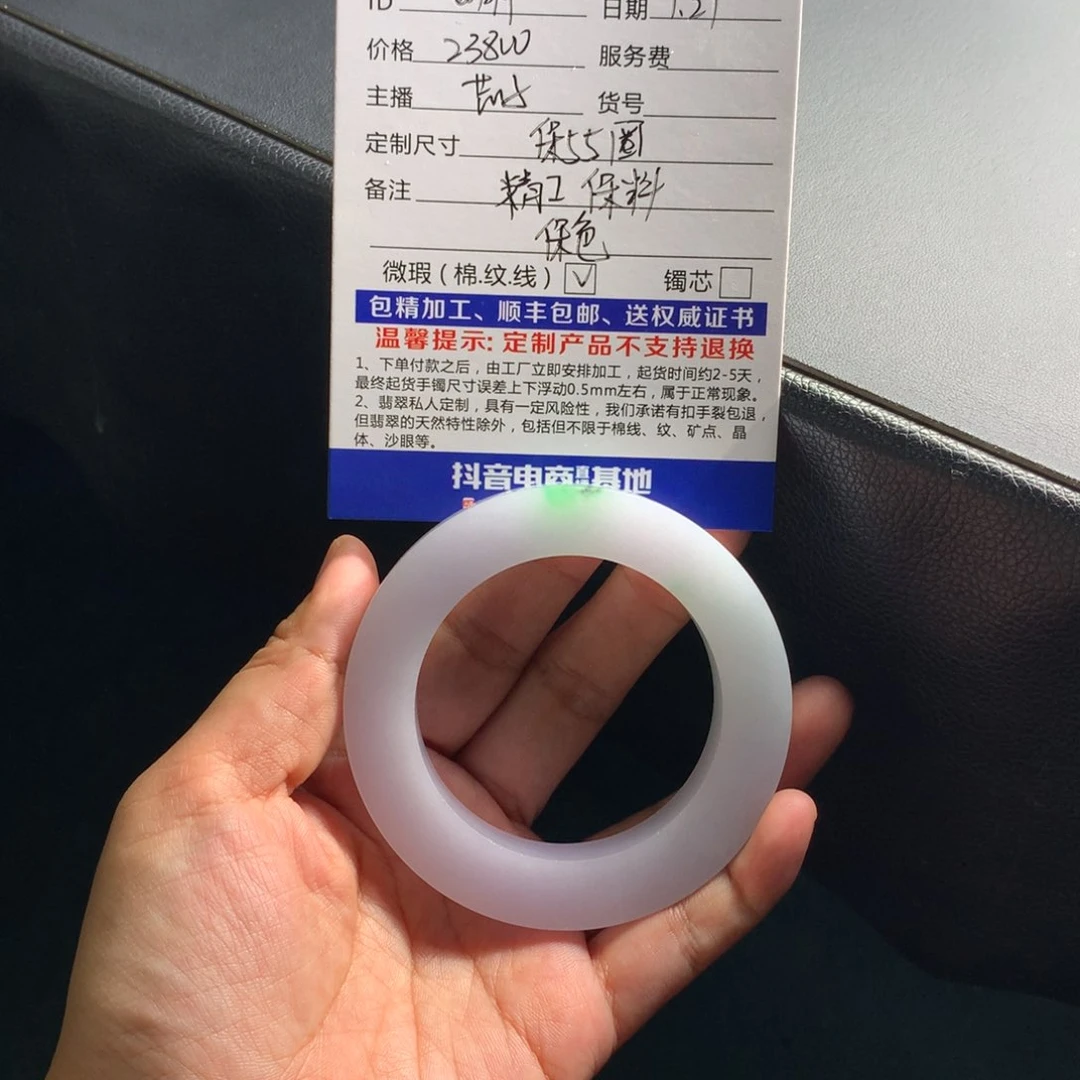 ID 日期 1.21
价格 23800 服务费
主播 货号
定制尺寸 保55圈
备注 精工 保料
保色
微瑕(棉.纹.线) ☑ 镯芯 □
包精加工、顺丰包邮、送权威证书
温馨提示: 定制产品不支持退换
1、下单付款之后，由工厂立即安排加工，起货时间约2-5天，
最终起货手镯尺寸误差上下浮动0.5mm左右，属于正常现象。
2、翡翠私人定制，具有一定风险性，我们承诺有扣手裂包退，
但翡翠的天然特性除外，包括但不限于棉线、纹、矿点、晶
体、沙眼等。
抖音电商 基地